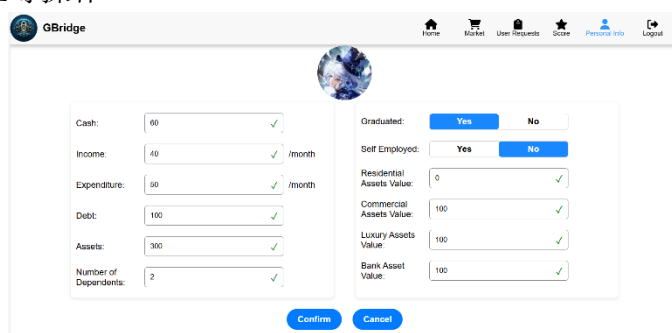 GBridge
Home Market User Requests Score Personal Info Logout
Cash: 60
Income: 40 /month
Expenditure: 50 /month
Debt: 100
Assets: 300
Number of
Dependents: 2
Graduated: Yes No
Self Employed: Yes No
Residential
Assets Value: 0
Commercial
Assets Value: 100
Luxury Assets
Value: 100
Bank Asset
Value: 100
Confirm Cancel